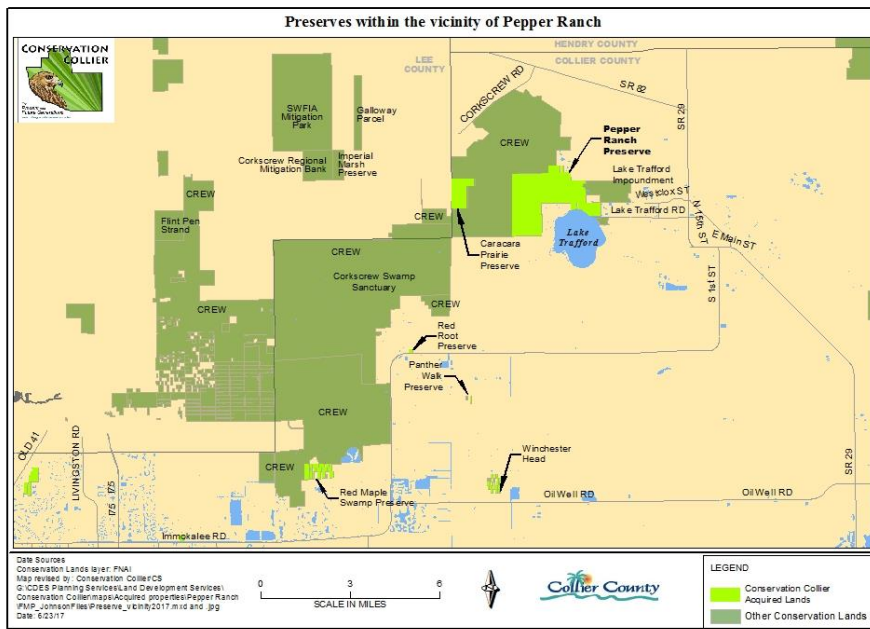 Preserves within the vicinity of Pepper Ranch
CONSERVATION
COLLIER
HENDRY COUNTY
LEE
COUNTY
COLLIER COUNTY
CORKSCREW RD
SR 82
SR 29
SWFIA
Mitigation
Park
Galloway
Parcel
Corkscrew Regional
Mitigation Bank
Imperial
Marsh
Preserve
CREW
Pepper
Ranch
Preserve
Lake Trafford
Impoundment
Westclox ST
Lake Trafford RD
N 15th ST
E Main ST
S 1st ST
Lake
Trafford
CREW
Flint Pen
Strand
CREW
Caracara
Prairie
Preserve
CREW
Corkscrew Swamp
Sanctuary
CREW
CREW
Red
Root
Preserve
Panther
Walk
Preserve
CREW
CREW
Red Maple
Swamp Preserve
Winchester
Head
Oil Well RD
Oil Well RD
SR 29
OLD 41
LIVINGSTON RD
I75
I75
Immokalee RD
Data Sources
Conservation Lands layer: FNAI
Map revised by: Conservation Collier/CS
G:\CDES Planning Services\Land Development Services\
Conservation Collier\maps\Acquired properties\Pepper Ranch
\FMP_JohnsonFiles\Preserve_vicinity2017.mxd and .jpg
Date: 6/23/17
0 3 6
SCALE IN MILES
Collier County
LEGEND
Conservation Collier
Acquired Lands
Other Conservation Lands